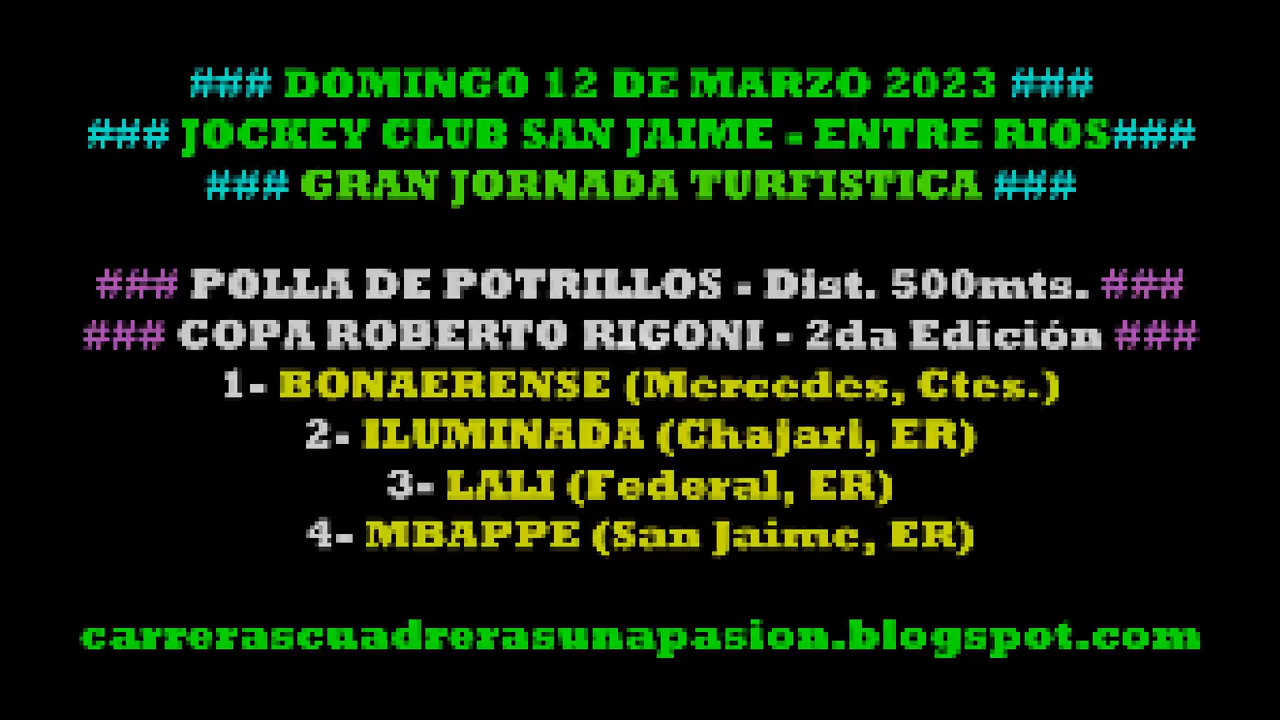 ### DOMINGO 12 DE MARZO 2023 ###
### JOCKEY CLUB SAN JAIME - ENTRE RIOS###
### GRAN JORNADA TURFISTICA ###
### POLLA DE POTRILLOS - Dist. 500mts. ###
### COPA ROBERTO RIGONI - 2da Edición ###
1- BONAERENSE (Mercedes, Ctes.)
2- ILUMINADA (Chajari, ER)
3- LALI (Federal, ER)
4- MBAPPE (San Jaime, ER)
carrerascuadrerasunapasion.blogspot.com